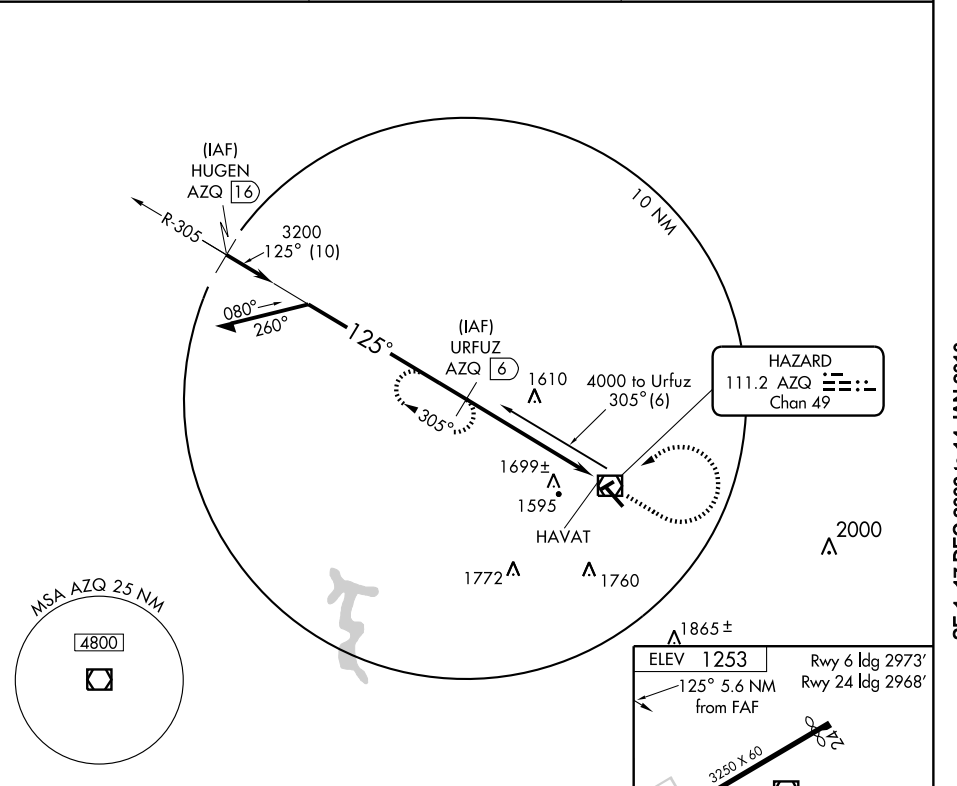 (IAF)
HUGEN
AZQ 16
R-305
3200
125° (10)
10 NM
080°
260°
125°
(IAF)
URFUZ
AZQ 6
305°
1610
4000 to Urfuz
305° (6)
HAZARD
111.2 AZQ
Chan 49
1699±
1595
HAVAT
2000
1772
1760
MSA AZQ 25 NM
4800
1865±
ELEV 1253
Rwy 6 ldg 2973'
Rwy 24 ldg 2968'
125° 5.6 NM
from FAF
24
3250 X 60